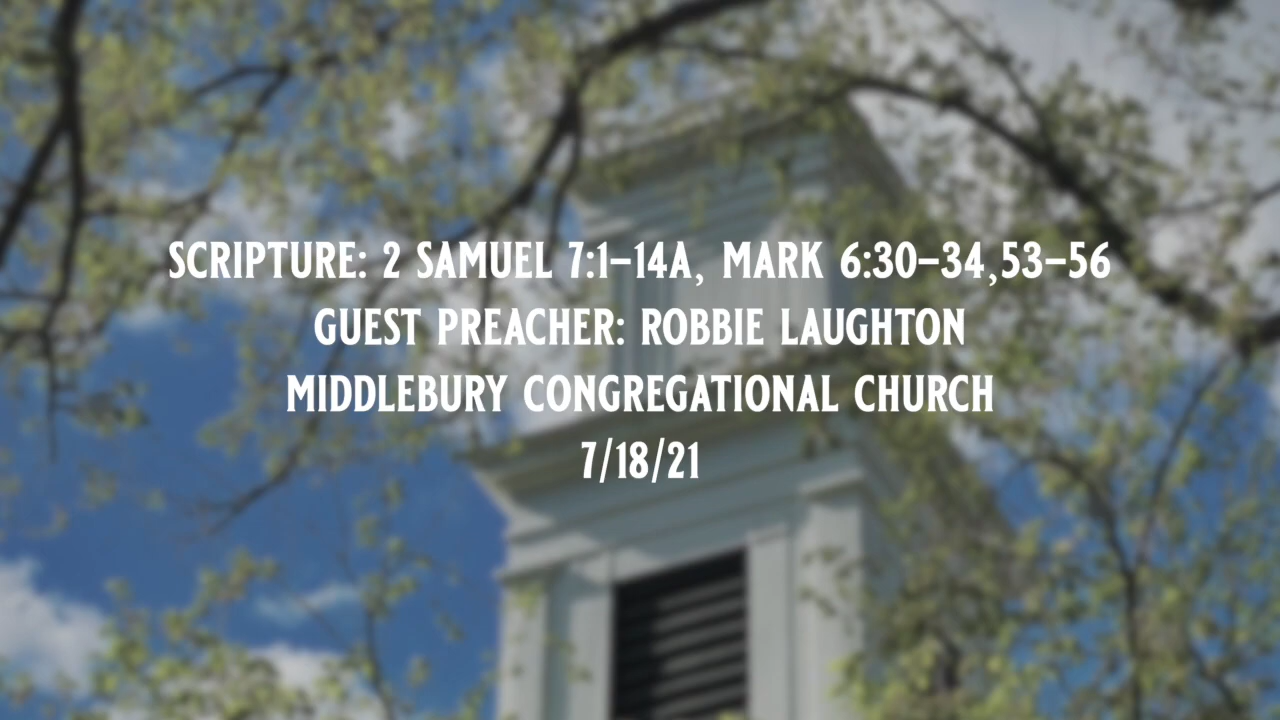 SCRIPTURE: 2 SAMUEL 7:1–14A, MARK 6:30–34,53–56
GUEST PREACHER: ROBBIE LAUGHTON
MIDDLEBURY CONGREGATIONAL CHURCH
7/18/21